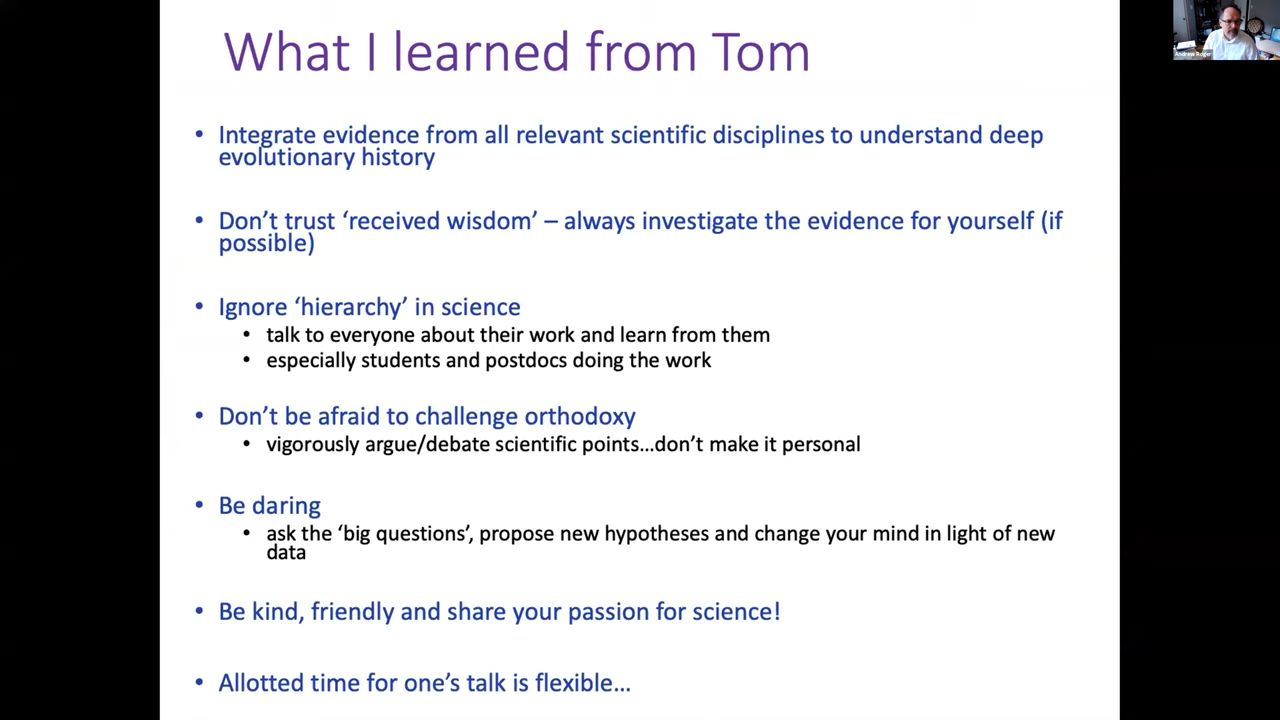 What I learned from Tom
Andrew Roger
• Integrate evidence from all relevant scientific disciplines to understand deep
evolutionary history
• Don’t trust ‘received wisdom’ – always investigate the evidence for yourself (if
possible)
• Ignore ‘hierarchy’ in science
• talk to everyone about their work and learn from them
• especially students and postdocs doing the work
• Don’t be afraid to challenge orthodoxy
• vigorously argue/debate scientific points...don’t make it personal
• Be daring
• ask the ‘big questions’, propose new hypotheses and change your mind in light of new
data
• Be kind, friendly and share your passion for science!
• Allotted time for one’s talk is flexible...